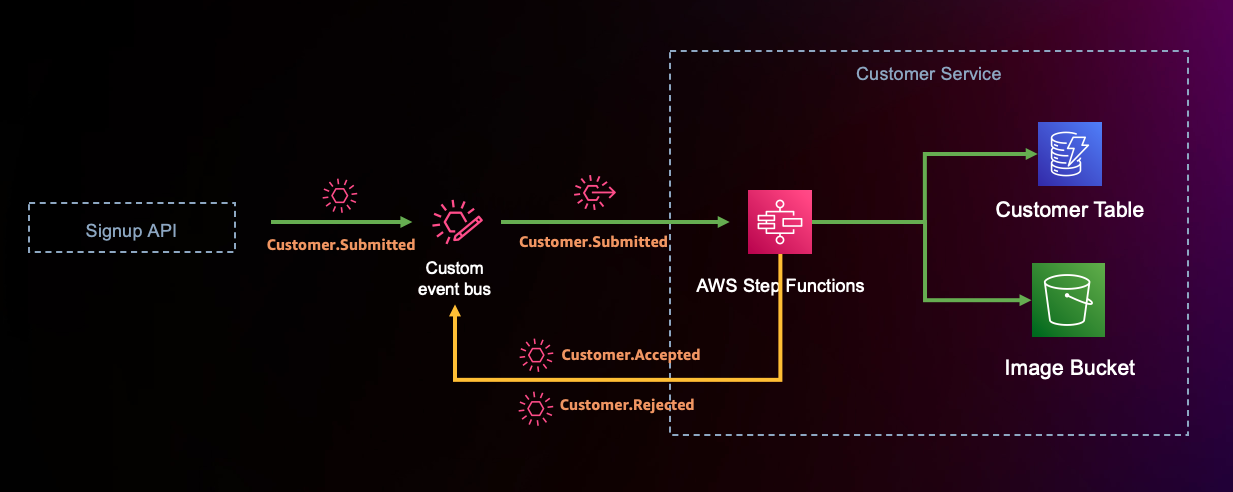 Customer Service
Signup API
Customer.Submitted
Custom
event bus
Customer.Submitted
AWS Step Functions
Customer Table
Image Bucket
Customer.Accepted
Customer.Rejected